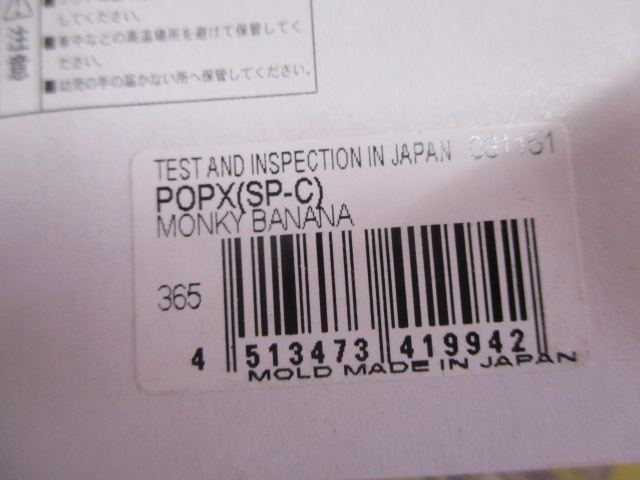 してください。
■車中などの高温場所を避けて保管してく
ださい。
■幼児の手の届かない所へ保管してください。
TEST AND INSPECTION IN JAPAN CG1151
POPX(SP-C)
MONKY BANANA
365
4 513473 419942
MOLD MADE IN JAPAN